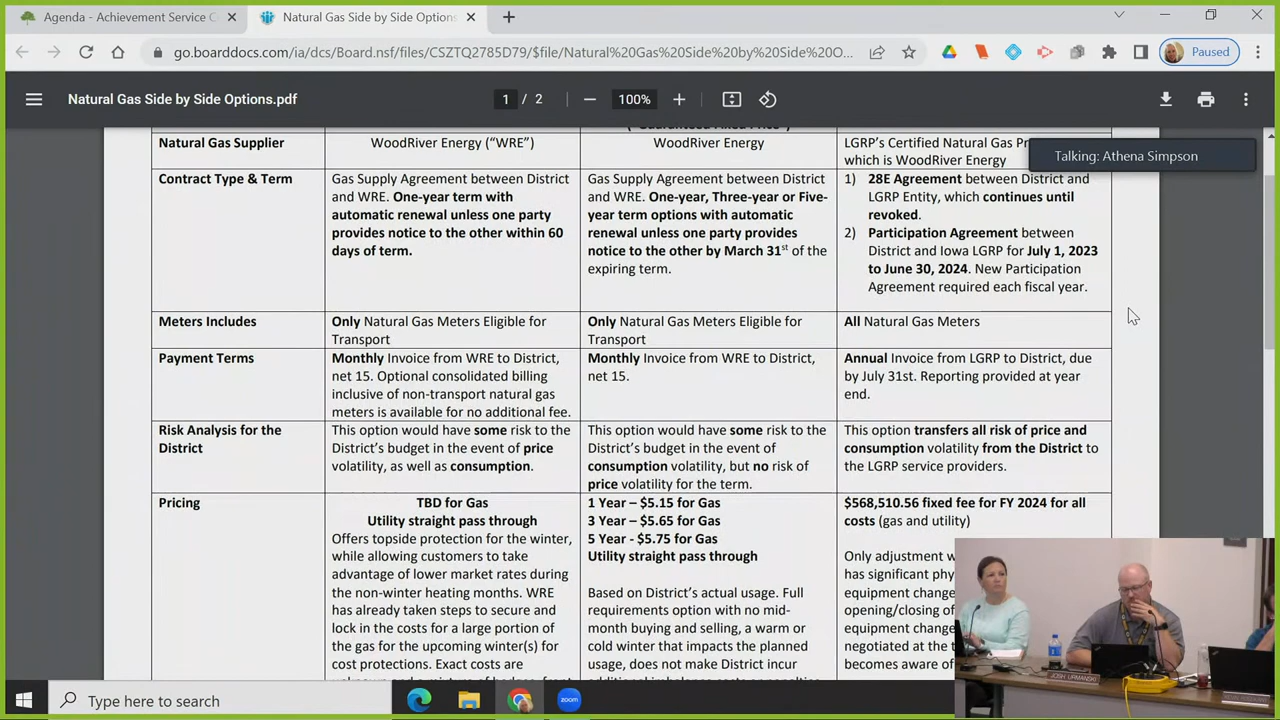 Agenda - Achievement Service C
Natural Gas Side by Side Options
go.boarddocs.com/ia/dcs/Board.nsf/files/CSZTO2785D79/$file/Natural%20Gas%20Side%20by%20Side%20O...
Paused
Natural Gas Side by Side Options.pdf
1 / 2
100%
("Guaranteed Fixed Price")
Talking: Athena Simpson
Natural Gas Supplier
WoodRiver Energy ("WRE")
WoodRiver Energy
LGRP's Certified Natural Gas
which is WoodRiver Energy
Contract Type & Term
Gas Supply Agreement between District
and WRE. One-year term with
automatic renewal unless one party
provides notice to the other within 60
days of term.
Gas Supply Agreement between District
and WRE. One-year, Three-year or Five-
year term options with automatic
renewal unless one party provides
notice to the other by March 31st of the
expiring term.
1) 28E Agreement between District and
LGRP Entity, which continues until
revoked.
2) Participation Agreement between
District and Iowa LGRP for July 1, 2023
to June 30, 2024. New Participation
Agreement required each fiscal year.
Meters Includes
Only Natural Gas Meters Eligible for
Transport
Only Natural Gas Meters Eligible for
Transport
All Natural Gas Meters
Payment Terms
Monthly Invoice from WRE to District,
net 15. Optional consolidated billing
inclusive of non-transport natural gas
meters is available for no additional fee.
Monthly Invoice from WRE to District,
net 15.
Annual Invoice from LGRP to District, due
by July 31st. Reporting provided at year
end.
Risk Analysis for the
District
This option would have some risk to the
District's budget in the event of price
volatility, as well as consumption.
This option would have some risk to the
District's budget in the event of
consumption volatility, but no risk of
price volatility for the term.
This option transfers all risk of price and
consumption volatility from the District to
the LGRP service providers.
Pricing
TBD for Gas
Utility straight pass through
Offers topside protection for the winter,
while allowing customers to take
advantage of lower market rates during
the non-winter heating months. WRE
has already taken steps to secure and
lock in the costs for a large portion of
the gas for the upcoming winter(s) for
cost protections. Exact costs are
1 Year – $5.15 for Gas
3 Year – $5.65 for Gas
5 Year - $5.75 for Gas
Utility straight pass through
Based on District's actual usage. Full
requirements option with no mid-
month buying and selling, a warm or
cold winter that impacts the planned
usage, does not make District incur
$568,510.56 fixed fee for FY 2024 for all
costs (gas and utility)
Only adjustment
has significant
equipment
opening/closing of
equipment
negotiated at the
becomes aware of
JOSH URMANSKI
Type here to search
zoom